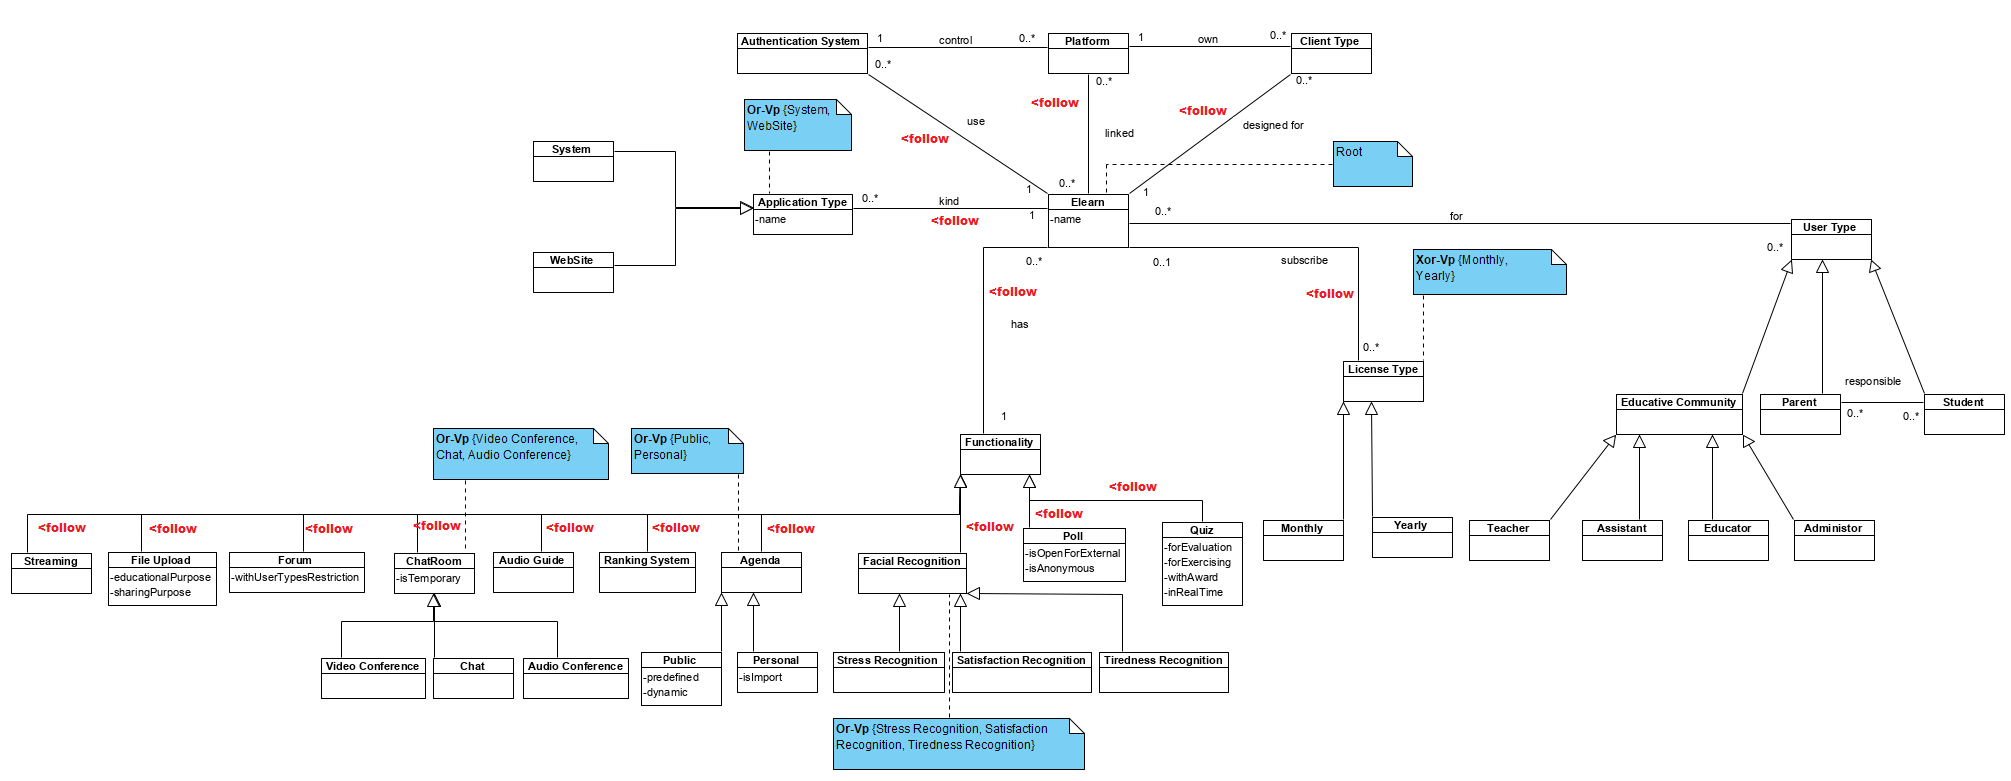 Authentication System
1
control
0..*
Platform
1
own
0..*
Client Type
0..*
0..*
0..*
<follow
<follow
Or-Vp {System,
WebSite}
use
<follow
linked
designed for
System
Root
1
0..*
1
Application Type
-name
0..*
kind
1
<follow
Elearn
-name
0..*
for
User Type
0..*
WebSite
0..*
0..1
subscribe
Xor-Vp {Monthly,
Yearly}
<follow
<follow
has
0..*
License Type
responsible
Educative Community
Parent
0..*
0..*
Student
1
Functionality
Or-Vp {Video Conference,
Chat, Audio Conference}
Or-Vp {Public,
Personal}
<follow
<follow
<follow
<follow
<follow
<follow
<follow
<follow
<follow
<follow
Streaming
File Upload
-educationalPurpose
-sharingPurpose
Forum
-withUserTypesRestriction
ChatRoom
-isTemporary
Audio Guide
Ranking System
Agenda
Facial Recognition
Poll
-isOpenForExternal
-isAnonymous
Quiz
-forEvaluation
-forExercising
-withAward
-inRealTime
Monthly
Yearly
Teacher
Assistant
Educator
Administor
Video Conference
Chat
Audio Conference
Public
-predefined
-dynamic
Personal
-isImport
Stress Recognition
Satisfaction Recognition
Tiredness Recognition
Or-Vp {Stress Recognition, Satisfaction
Recognition, Tiredness Recognition}